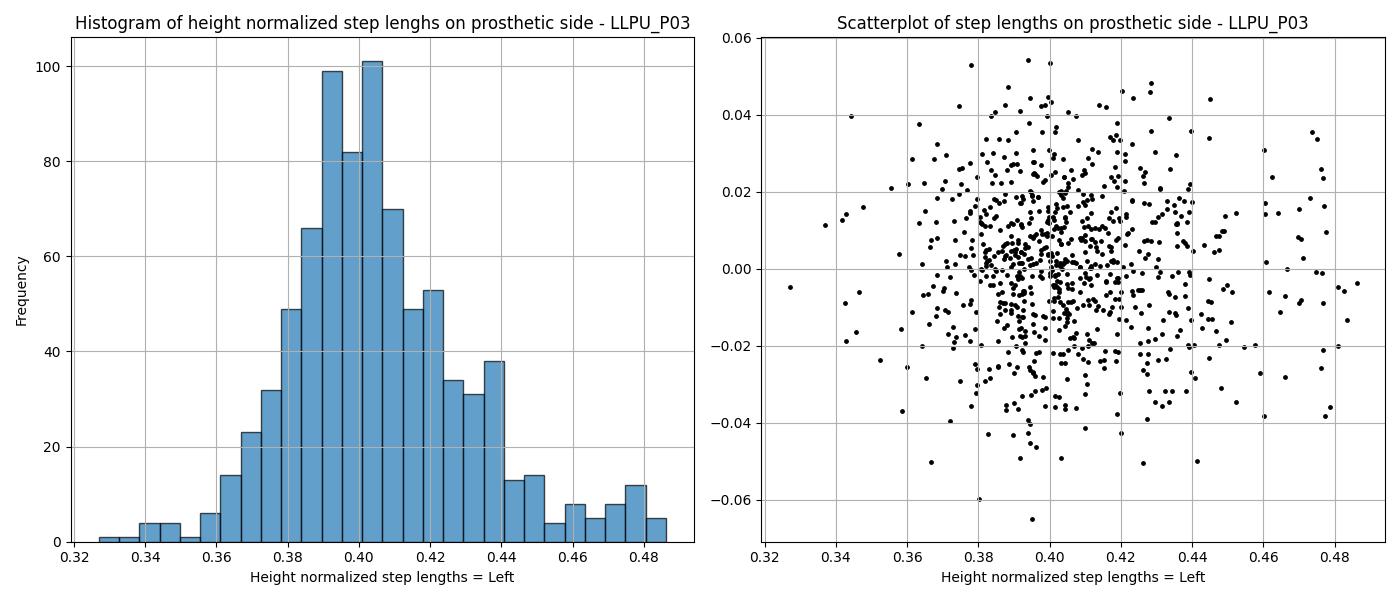 Histogram of height normalized step lenghs on prosthetic side - LLPU_P03
Frequency
100
80
60
40
20
0
0.32 0.34 0.36 0.38 0.40 0.42 0.44 0.46 0.48
Height normalized step lengths = Left
Scatterplot of step lengths on prosthetic side - LLPU_P03
0.06
0.04
0.02
0.00
−0.02
−0.04
−0.06
0.32 0.34 0.36 0.38 0.40 0.42 0.44 0.46 0.48
Height normalized step lengths = Left